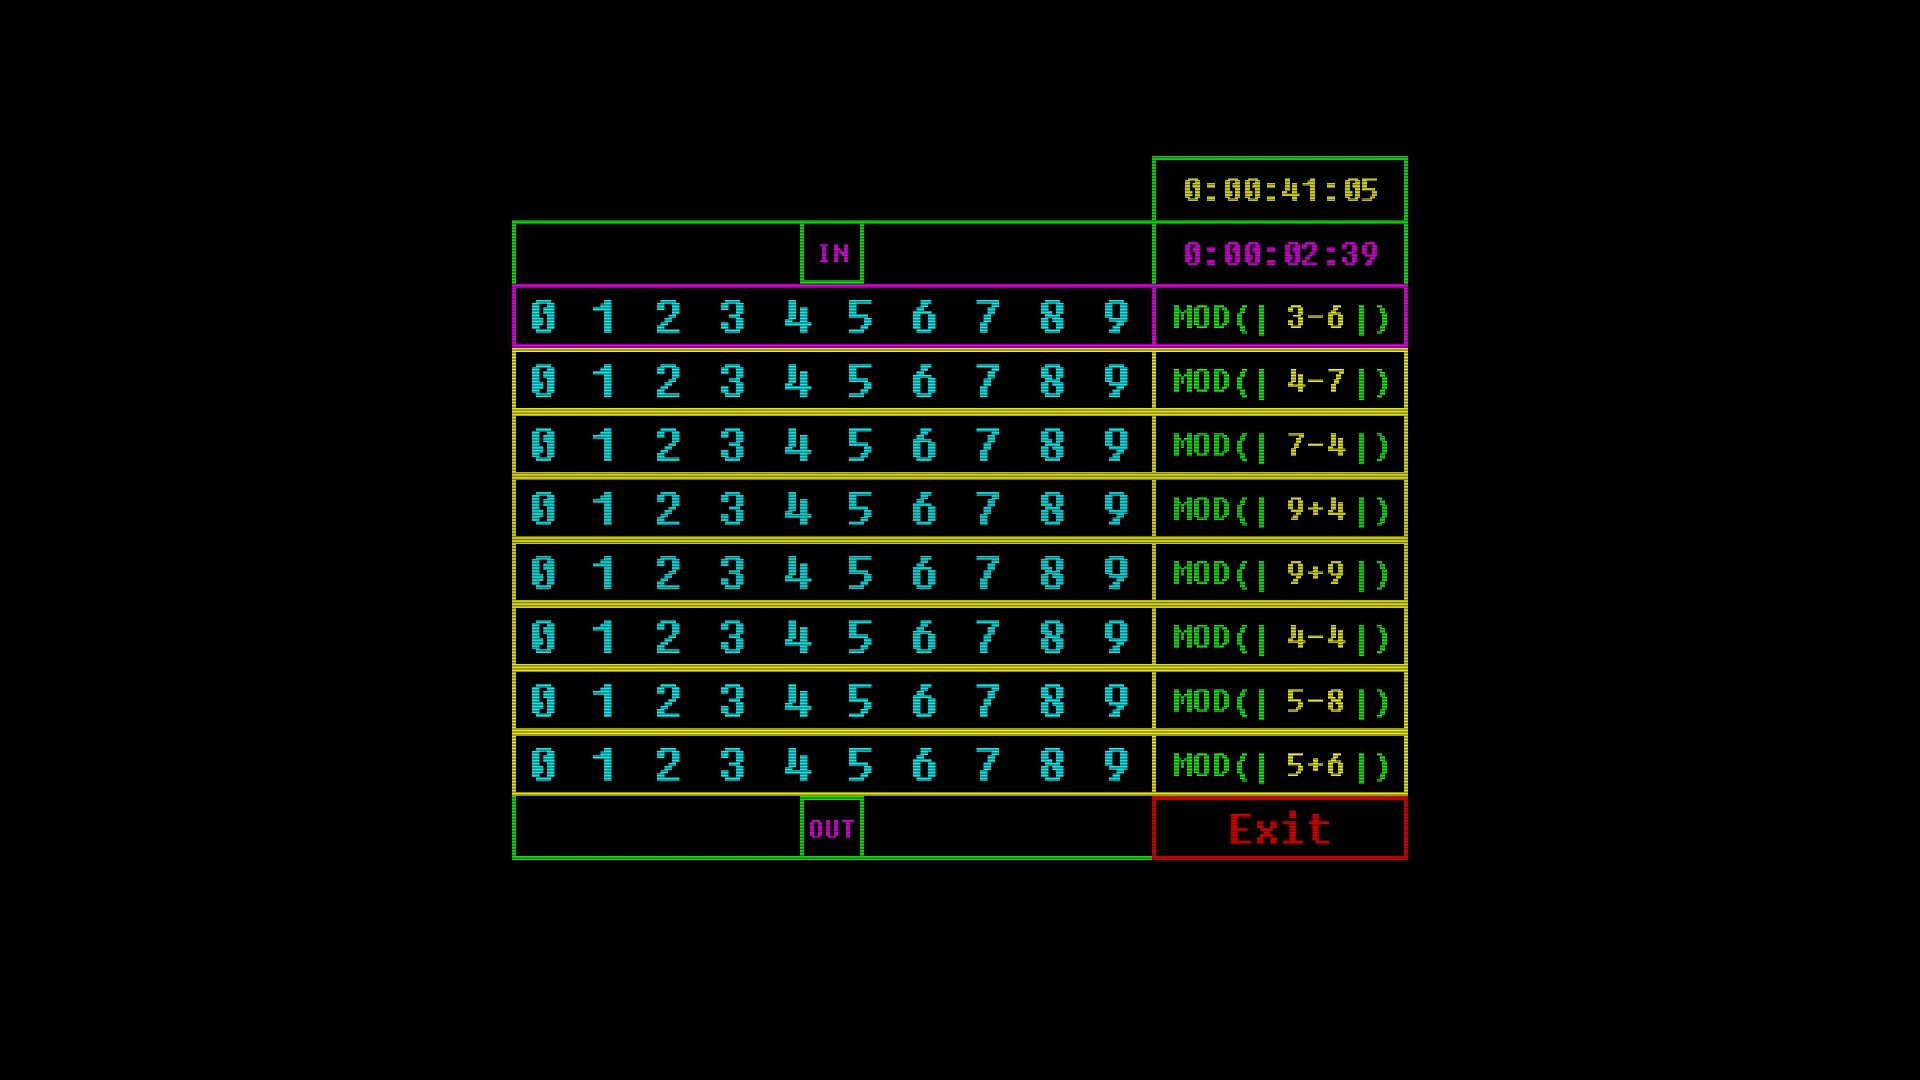 0:00:41:05
IN 0:00:02:39
0 1 2 3 4 5 6 7 8 9 MOD(| 3-6 |)
0 1 2 3 4 5 6 7 8 9 MOD(| 4-7 |)
0 1 2 3 4 5 6 7 8 9 MOD(| 7-4 |)
0 1 2 3 4 5 6 7 8 9 MOD(| 9+4 |)
0 1 2 3 4 5 6 7 8 9 MOD(| 9+9 |)
0 1 2 3 4 5 6 7 8 9 MOD(| 4-4 |)
0 1 2 3 4 5 6 7 8 9 MOD(| 5-8 |)
0 1 2 3 4 5 6 7 8 9 MOD(| 5+6 |)
OUT Exit